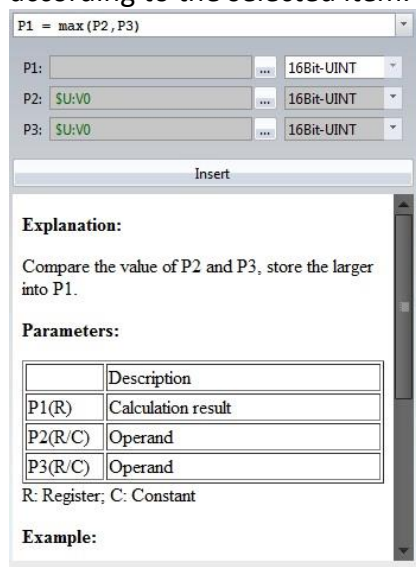 according to the selected item.
P1 = max(P2,P3)
P1: ... 16Bit-UINT
P2: $U:V0 ... 16Bit-UINT
P3: $U:V0 ... 16Bit-UINT
Insert
Explanation:
Compare the value of P2 and P3, store the larger
into P1.
Parameters:
Description
P1(R) Calculation result
P2(R/C) Operand
P3(R/C) Operand
R: Register; C: Constant
Example: